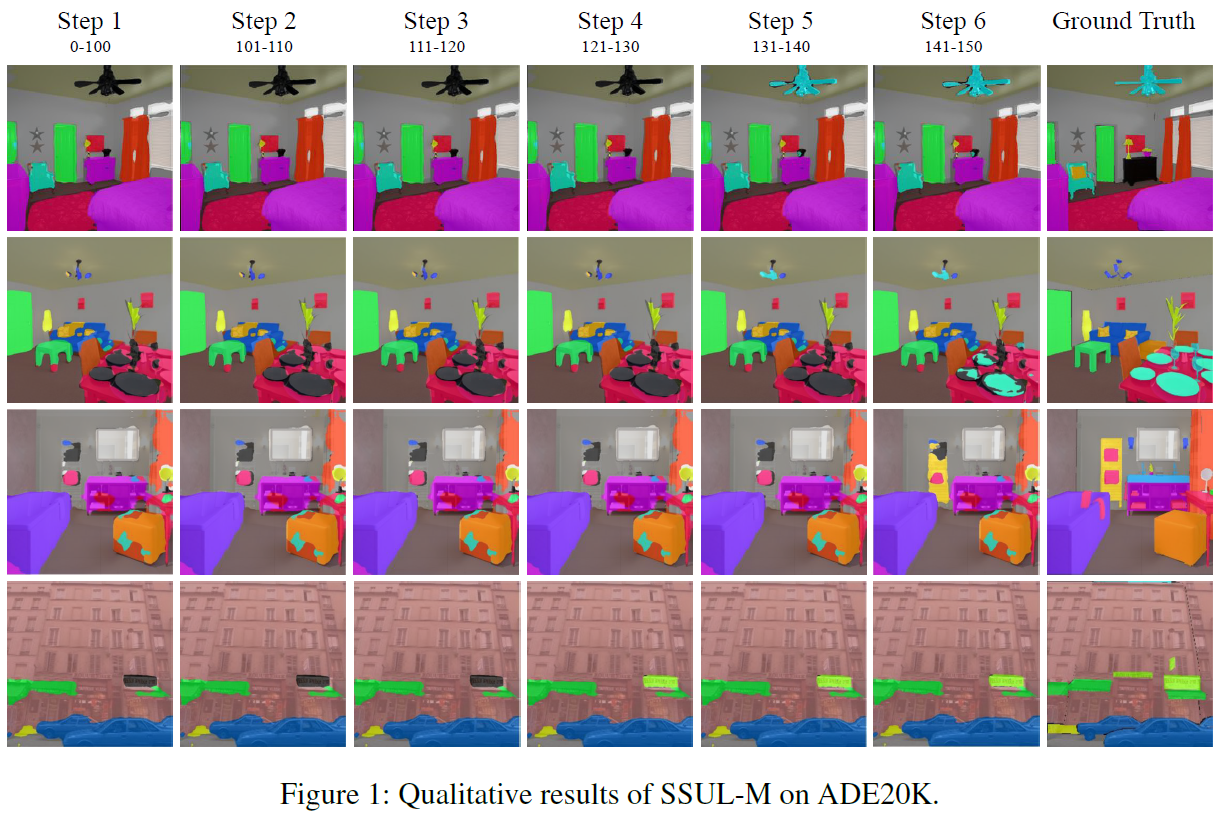 Step 1 Step 2 Step 3 Step 4 Step 5 Step 6 Ground Truth
0-100 101-110 111-120 121-130 131-140 141-150
Figure 1: Qualitative results of SSUL-M on ADE20K.